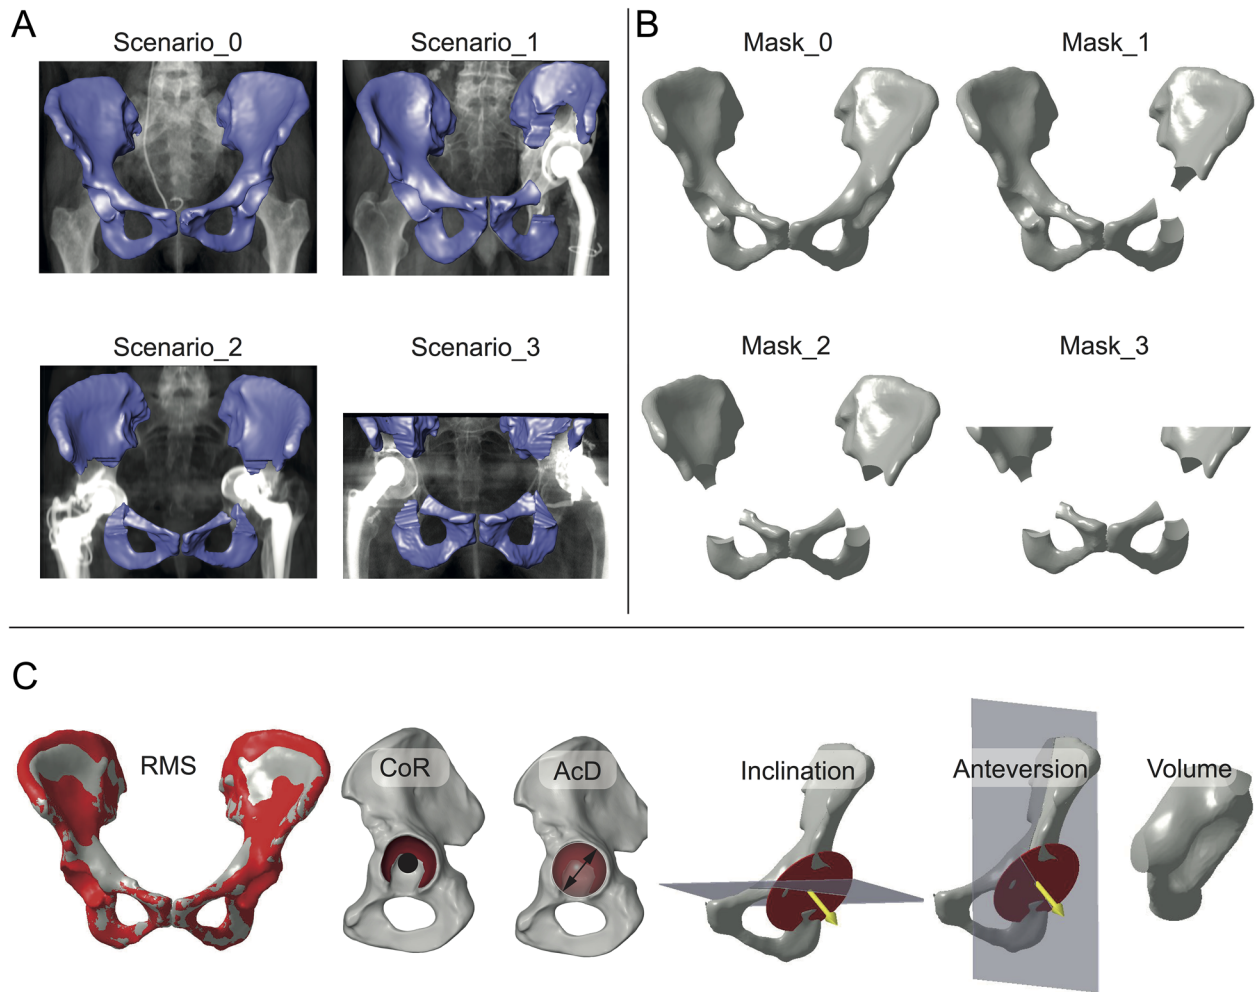 A
Scenario_0
Scenario_1
Scenario_2
Scenario_3
B
Mask_0
Mask_1
Mask_2
Mask_3
C
RMS
CoR
AcD
Inclination
Anteversion
Volume